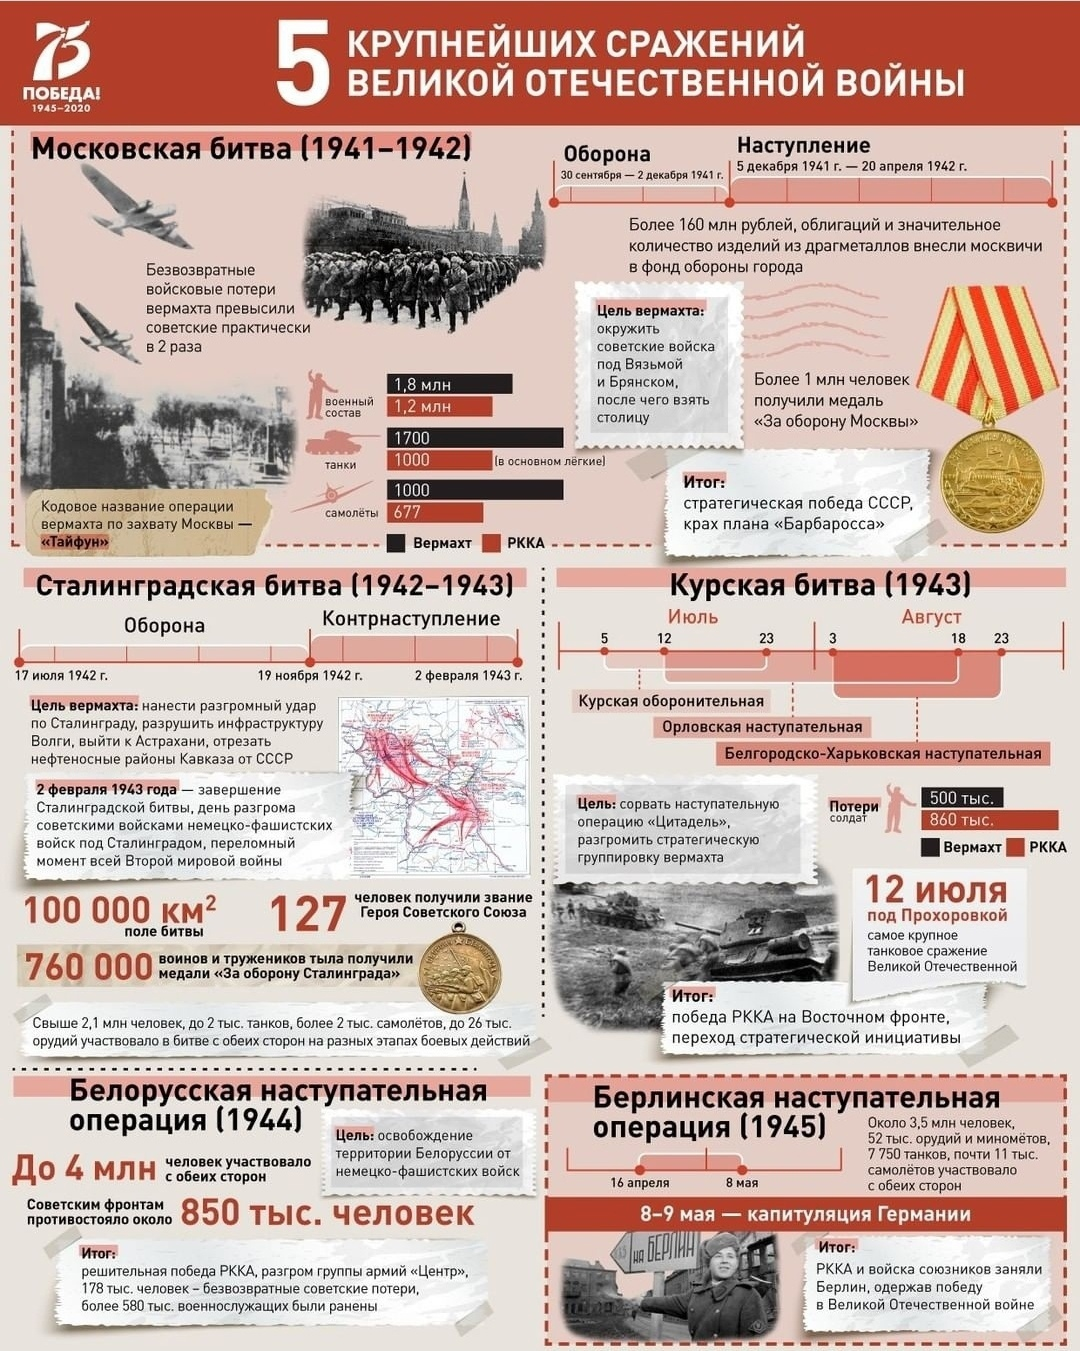 75
ПОБЕДА!
1945–2020
5 КРУПНЕЙШИХ СРАЖЕНИЙ
ВЕЛИКОЙ ОТЕЧЕСТВЕННОЙ ВОЙНЫ
Московская битва (1941–1942)
Оборона
30 сентября — 2 декабря 1941 г.
Наступление
5 декабря 1941 г. — 20 апреля 1942 г.
Более 160 млн рублей, облигаций и значительное
количество изделий из драгметаллов внесли москвичи
в фонд обороны города
Безвозвратные
войсковые потери
вермахта превысили
советские практически
в 2 раза
Цель вермахта:
окружить
советские войска
под Вязьмой
и Брянском,
после чего взять
столицу
Более 1 млн человек
получили медаль
«За оборону Москвы»
военный
состав
1,8 млн
1,2 млн
танки
1700
1000 (в основном лёгкие)
самолёты
1000
677
Вермахт РККА
Кодовое название операции
вермахта по захвату Москвы —
«Тайфун»
Итог:
стратегическая победа СССР,
крах плана «Барбаросса»
Сталинградская битва (1942–1943)
Оборона
Контрнаступление
17 июля 1942 г.
19 ноября 1942 г.
2 февраля 1943 г.
Цель вермахта: нанести разгромный удар
по Сталинграду, разрушить инфраструктуру
Волги, выйти к Астрахани, отрезать
нефтеносные районы Кавказа от СССР
2 февраля 1943 года — завершение
Сталинградской битвы, день разгрома
советскими войсками немецко-фашистских
войск под Сталинградом, переломный
момент всей Второй мировой войны
100 000 км²
поле битвы
127 человек получили звание
Героя Советского Союза
760 000 воинов и тружеников тыла получили
медали «За оборону Сталинграда»
Свыше 2,1 млн человек, до 2 тыс. танков, более 2 тыс. самолётов, до 26 тыс.
орудий участвовало в битве с обеих сторон на разных этапах боевых действий
Курская битва (1943)
Июль
Август
5 12 23 3 18 23
Курская оборонительная
Орловская наступательная
Белгородско-Харьковская наступательная
Цель: сорвать наступательную
операцию «Цитадель»,
разгромить стратегическую
группировку вермахта
Потери
солдат
500 тыс.
860 тыс.
Вермахт РККА
12 июля
под Прохоровкой
самое крупное
танковое сражение
Великой Отечественной
Итог:
победа РККА на Восточном фронте,
переход стратегической инициативы
Белорусская наступательная
операция (1944)
Цель: освобождение
территории Белоруссии от
немецко-фашистских войск
До 4 млн человек участвовало
с обеих сторон
Советским фронтам
противостояло около 850 тыс. человек
Итог:
решительная победа РККА, разгром группы армий «Центр»,
178 тыс. человек – безвозвратные советские потери,
более 580 тыс. военнослужащих были ранены
Берлинская наступательная
операция (1945)
16 апреля
8 мая
Около 3,5 млн человек,
52 тыс. орудий и миномётов,
7 750 танков, почти 11 тыс.
самолётов участвовало
с обеих сторон
8–9 мая — капитуляция Германии
НА БЕРЛИН
Итог:
РККА и войска союзников заняли
Берлин, одержав победу
в Великой Отечественной войне